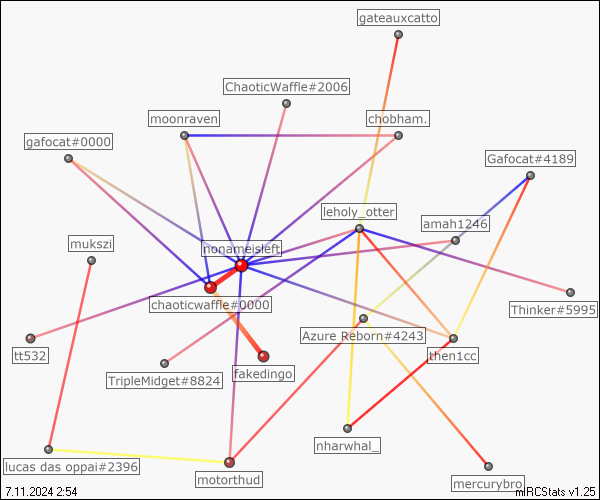 gateauxcatto
ChaoticWaffle#2006
moonraven
chobham.
gafocat#0000
Gafocat#4189
leholy_otter
amah1246
mukszi
nonameisleft
chaoticwaffle#0000
Thinker#5995
Azure Reborn#4243
tt532
then1cc
TripleMidget#8824
fakedingo
nharwhal_
lucas das oppai#2396
motorthud
mercurybro
7.11.2024 2:54
mIRCStats v1.25